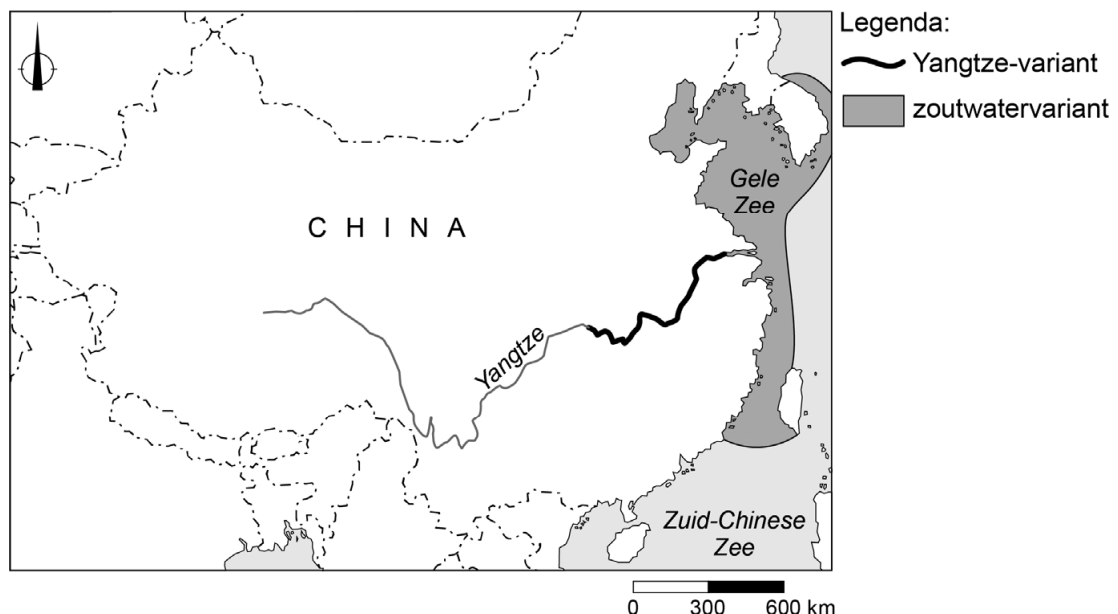 Legenda:
Yangtze-variant
zoutwatervariant
Gele
Zee
CHINA
Yangtze
Zuid-Chinese
Zee
0 300 600 km